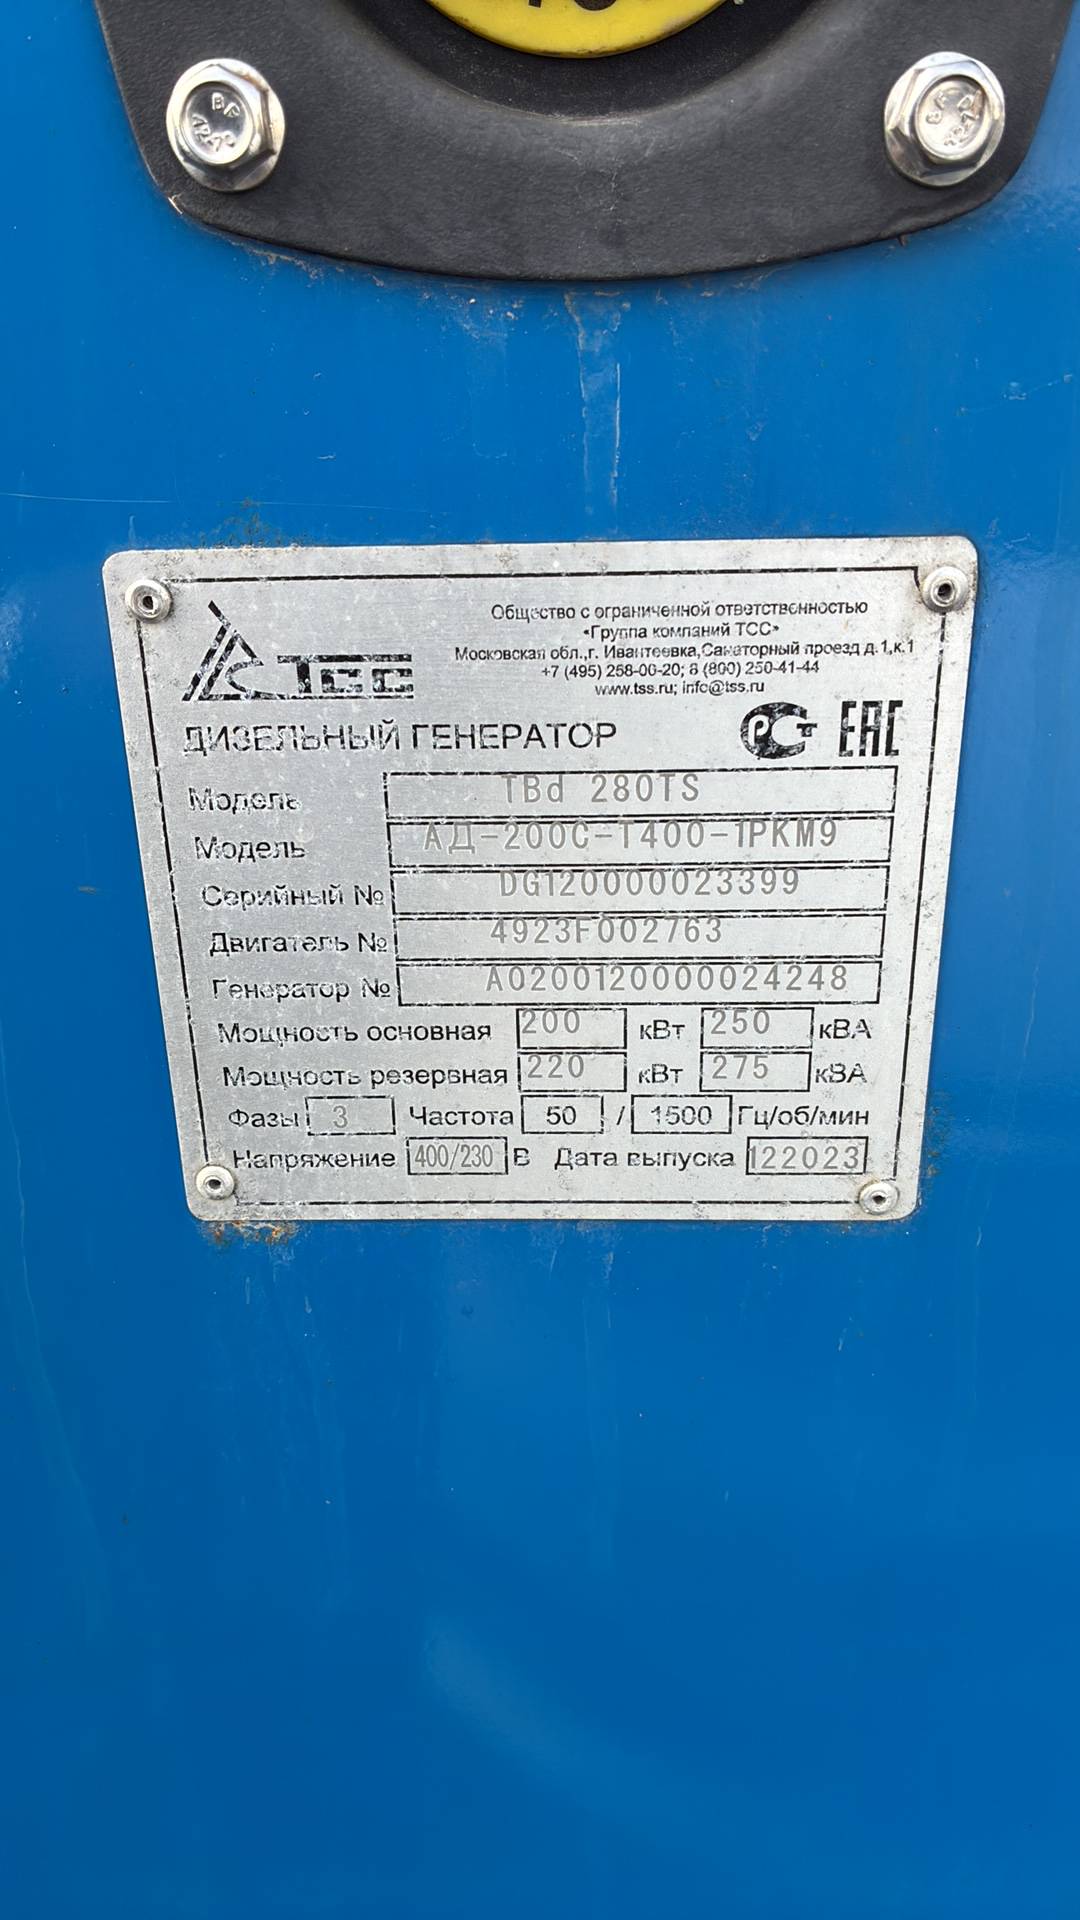 Общество с ограниченной ответственностью
«Группа компаний ТСС»
Московская обл.,г. Ивантеевка,Санаторный проезд д.1,к.1
+7 (495) 258-00-20; 8 (800) 250-41-44
www.tss.ru; info@tss.ru
ТСС
ДИЗЕЛЬНЫЙ ГЕНЕРАТОР
РСТ ЕАС
Модель TBd 280TS
Модель АД-200С-Т400-1РКМ9
Серийный № DG120000023399
Двигатель № 4923F002763
Генератор № A0200120000024248
Мощность основная 200 кВт 250 кВА
Мощность резервная 220 кВт 275 кВА
Фазы 3 Частота 50 / 1500 Гц/об/мин
Напряжение 400/230 В Дата выпуска 122023